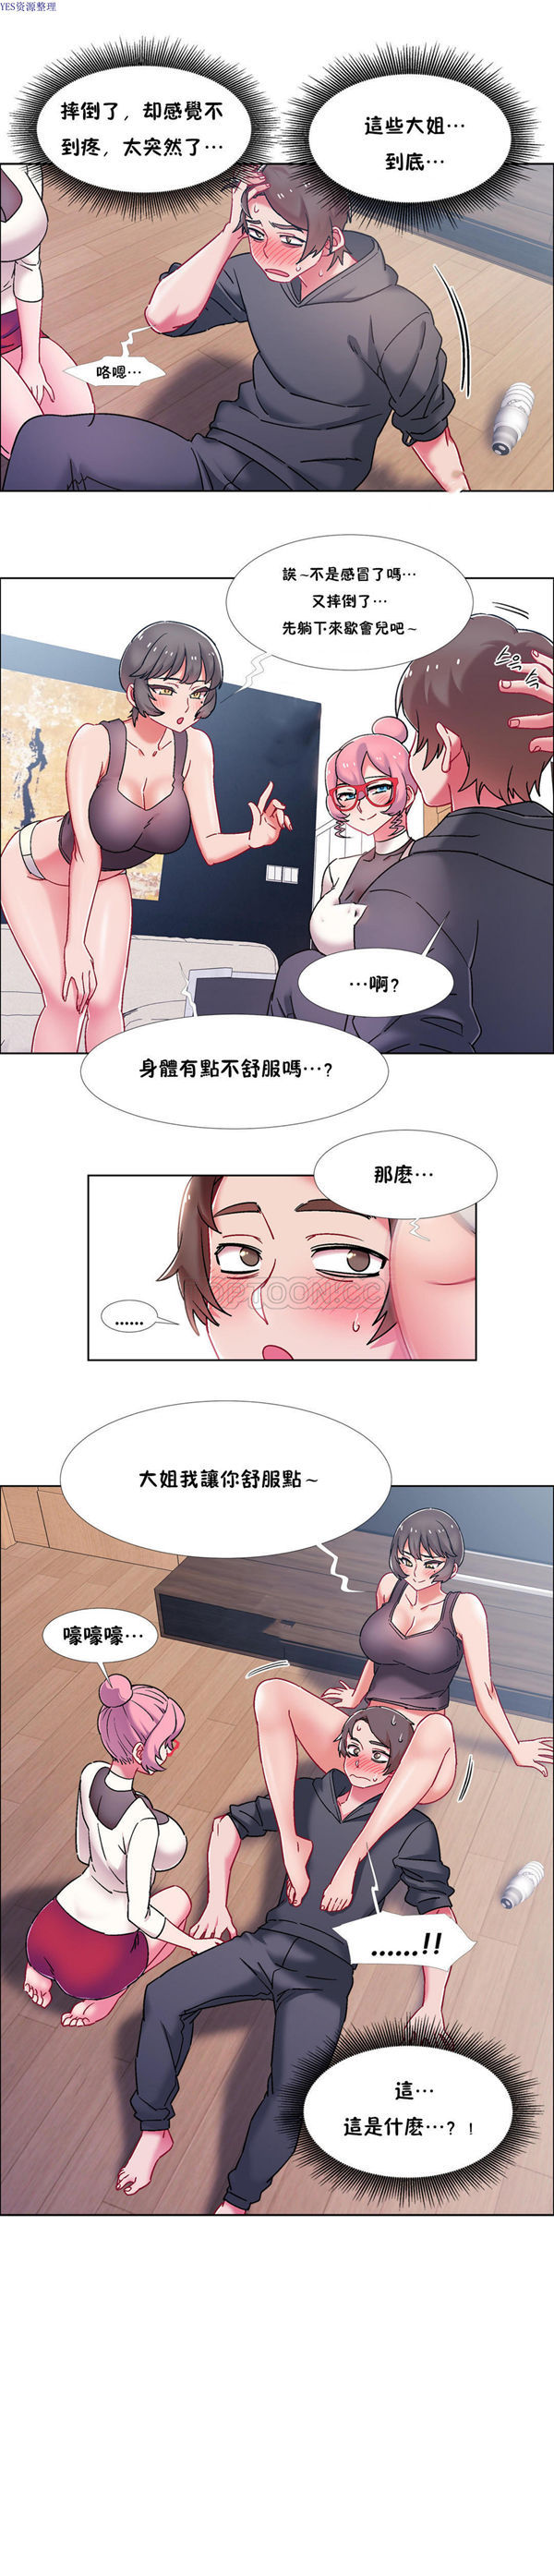 YES资源整理
摔倒了，却感覺不
到疼，太突然了⋯
這些大姐⋯
到底⋯
咯嗯⋯
誒~不是感冒了嗎⋯
又摔倒了⋯
先躺下來歇會兒吧~
⋯啊?
身體有點不舒服嗎⋯?
那麽⋯
......
TOPTOON.CC
大姐我讓你舒服點~
嚎嚎嚎⋯
......!!
這⋯
這是什麽⋯?!